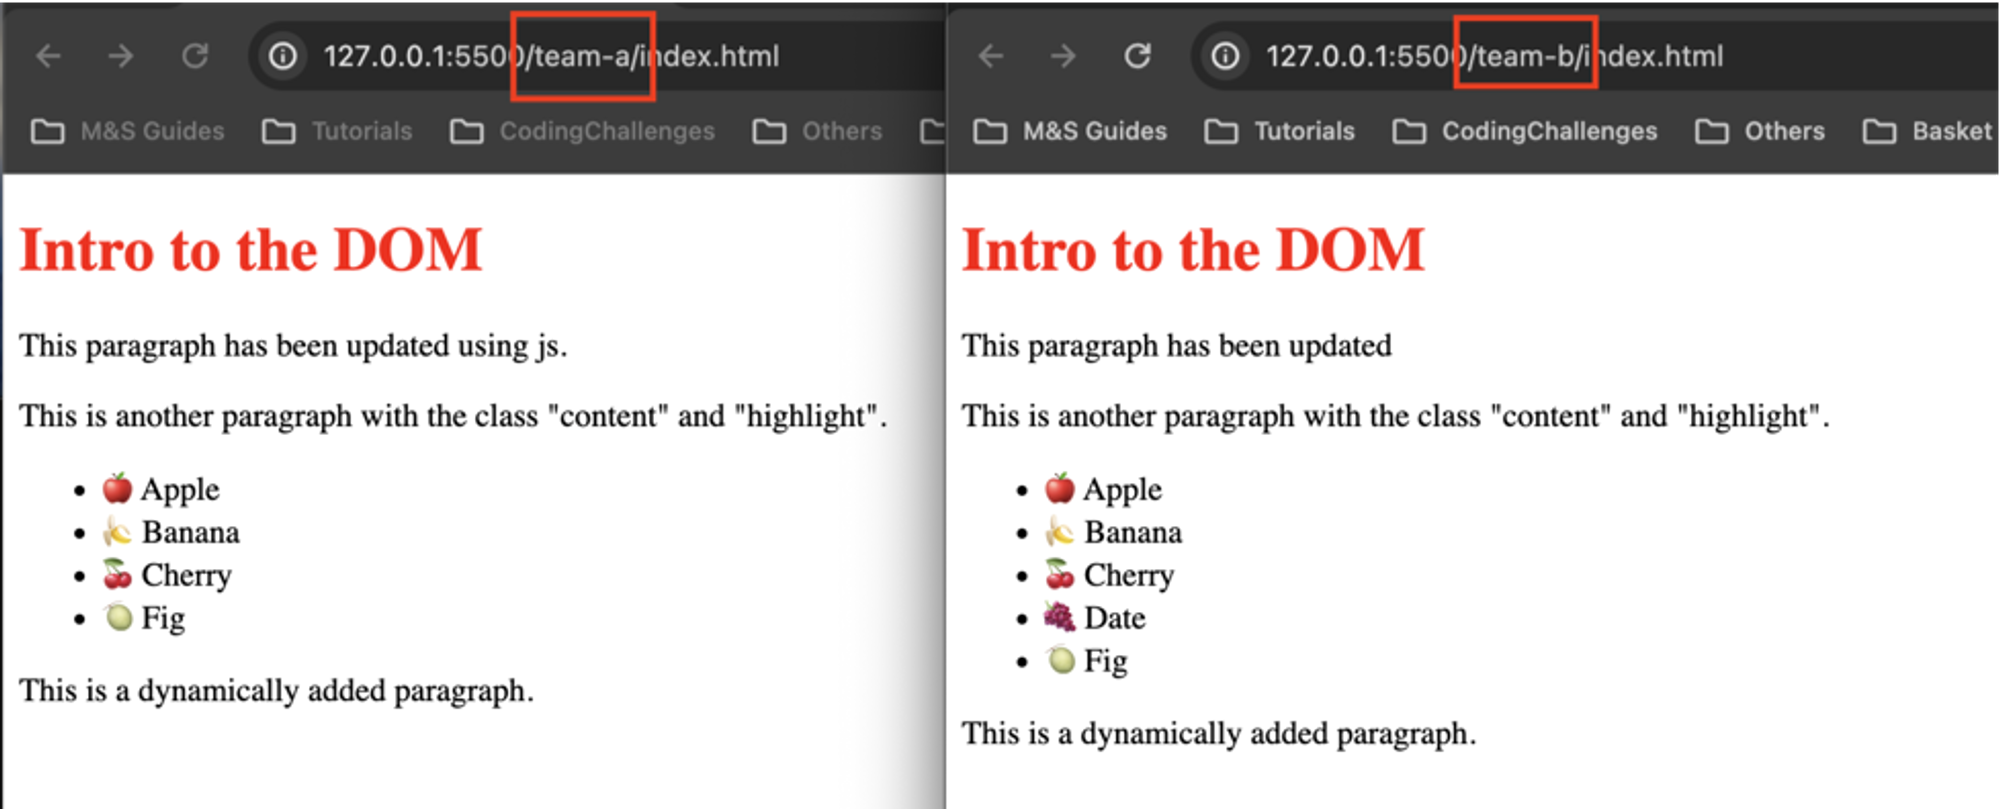 127.0.0.1:5500/team-a/index.html
M&S Guides Tutorials CodingChallenges Others
Intro to the DOM
This paragraph has been updated using js.
This is another paragraph with the class "content" and "highlight".
• 🍎 Apple
• 🍌 Banana
• 🍒 Cherry
• 🍈 Fig
This is a dynamically added paragraph.
127.0.0.1:5500/team-b/index.html
M&S Guides Tutorials CodingChallenges Others Basket
Intro to the DOM
This paragraph has been updated
This is another paragraph with the class "content" and "highlight".
• 🍎 Apple
• 🍌 Banana
• 🍒 Cherry
• 🍇 Date
• 🍈 Fig
This is a dynamically added paragraph.